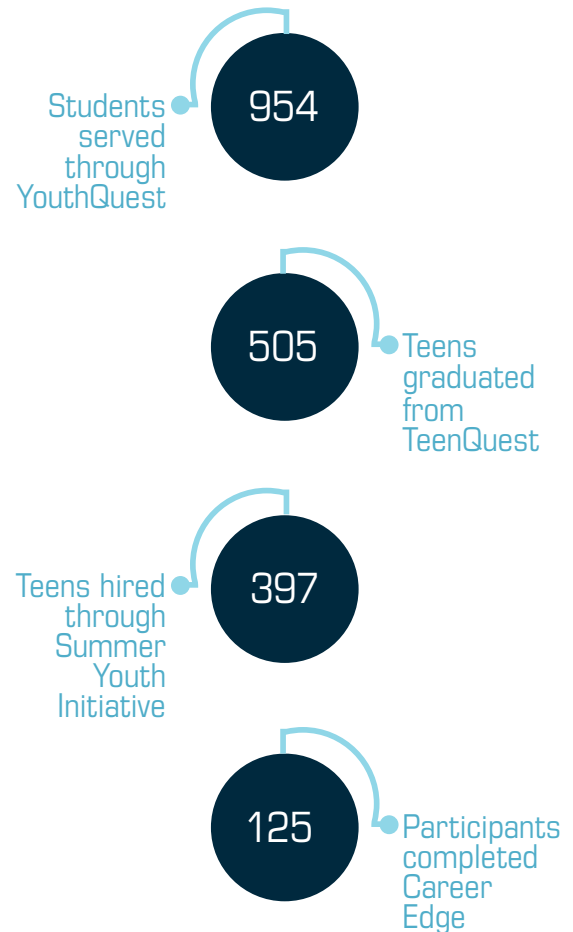 954
Students
served
through
YouthQuest
505
Teens
graduated
from
TeenQuest
397
Teens hired
through
Summer
Youth
Initiative
125
Participants
completed
Career
Edge